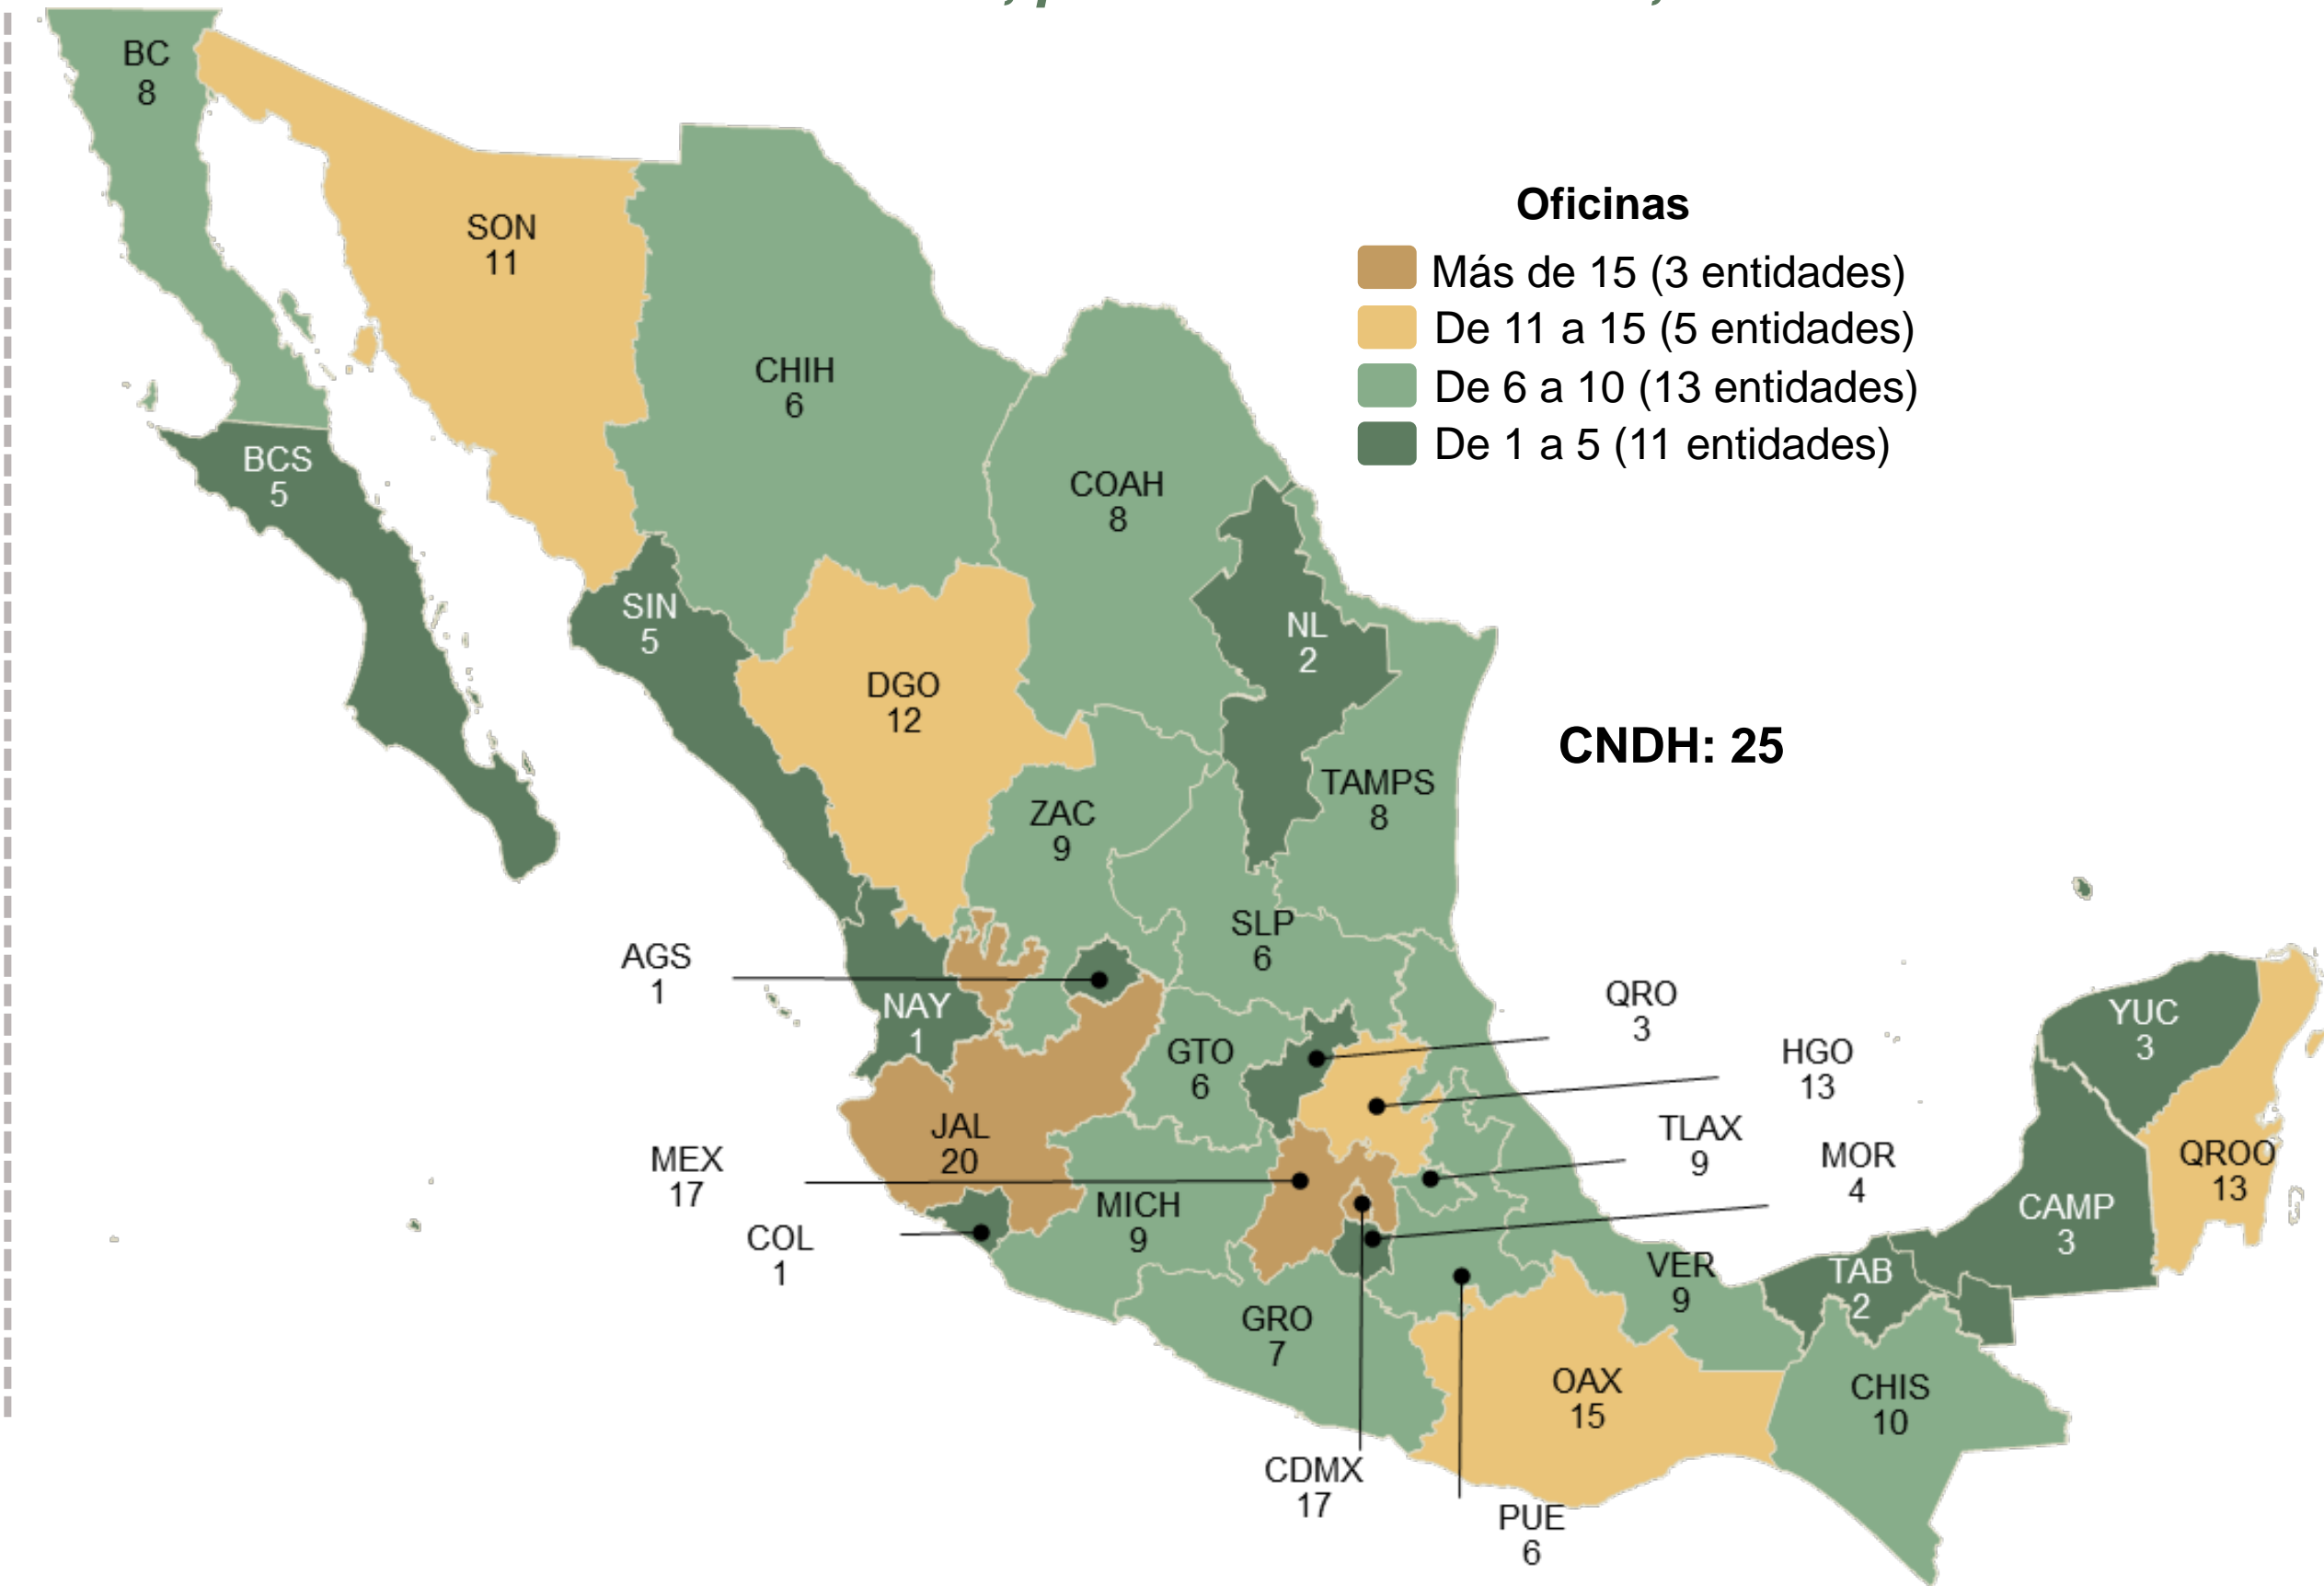 BC
8
SON
11
Oficinas
Más de 15 (3 entidades)
De 11 a 15 (5 entidades)
De 6 a 10 (13 entidades)
De 1 a 5 (11 entidades)
CHIH
6
BCS
5
COAH
8
SIN
5
NL
2
DGO
12
CNDH: 25
TAMPS
8
ZAC
9
SLP
6
AGS
1
NAY
1
QRO
3
YUC
3
GTO
6
HGO
13
JAL
20
TLAX
9
MOR
4
QROO
13
MEX
17
MICH
9
CAMP
3
COL
1
VER
9
TAB
2
GRO
7
OAX
15
CHIS
10
CDMX
17
PUE
6